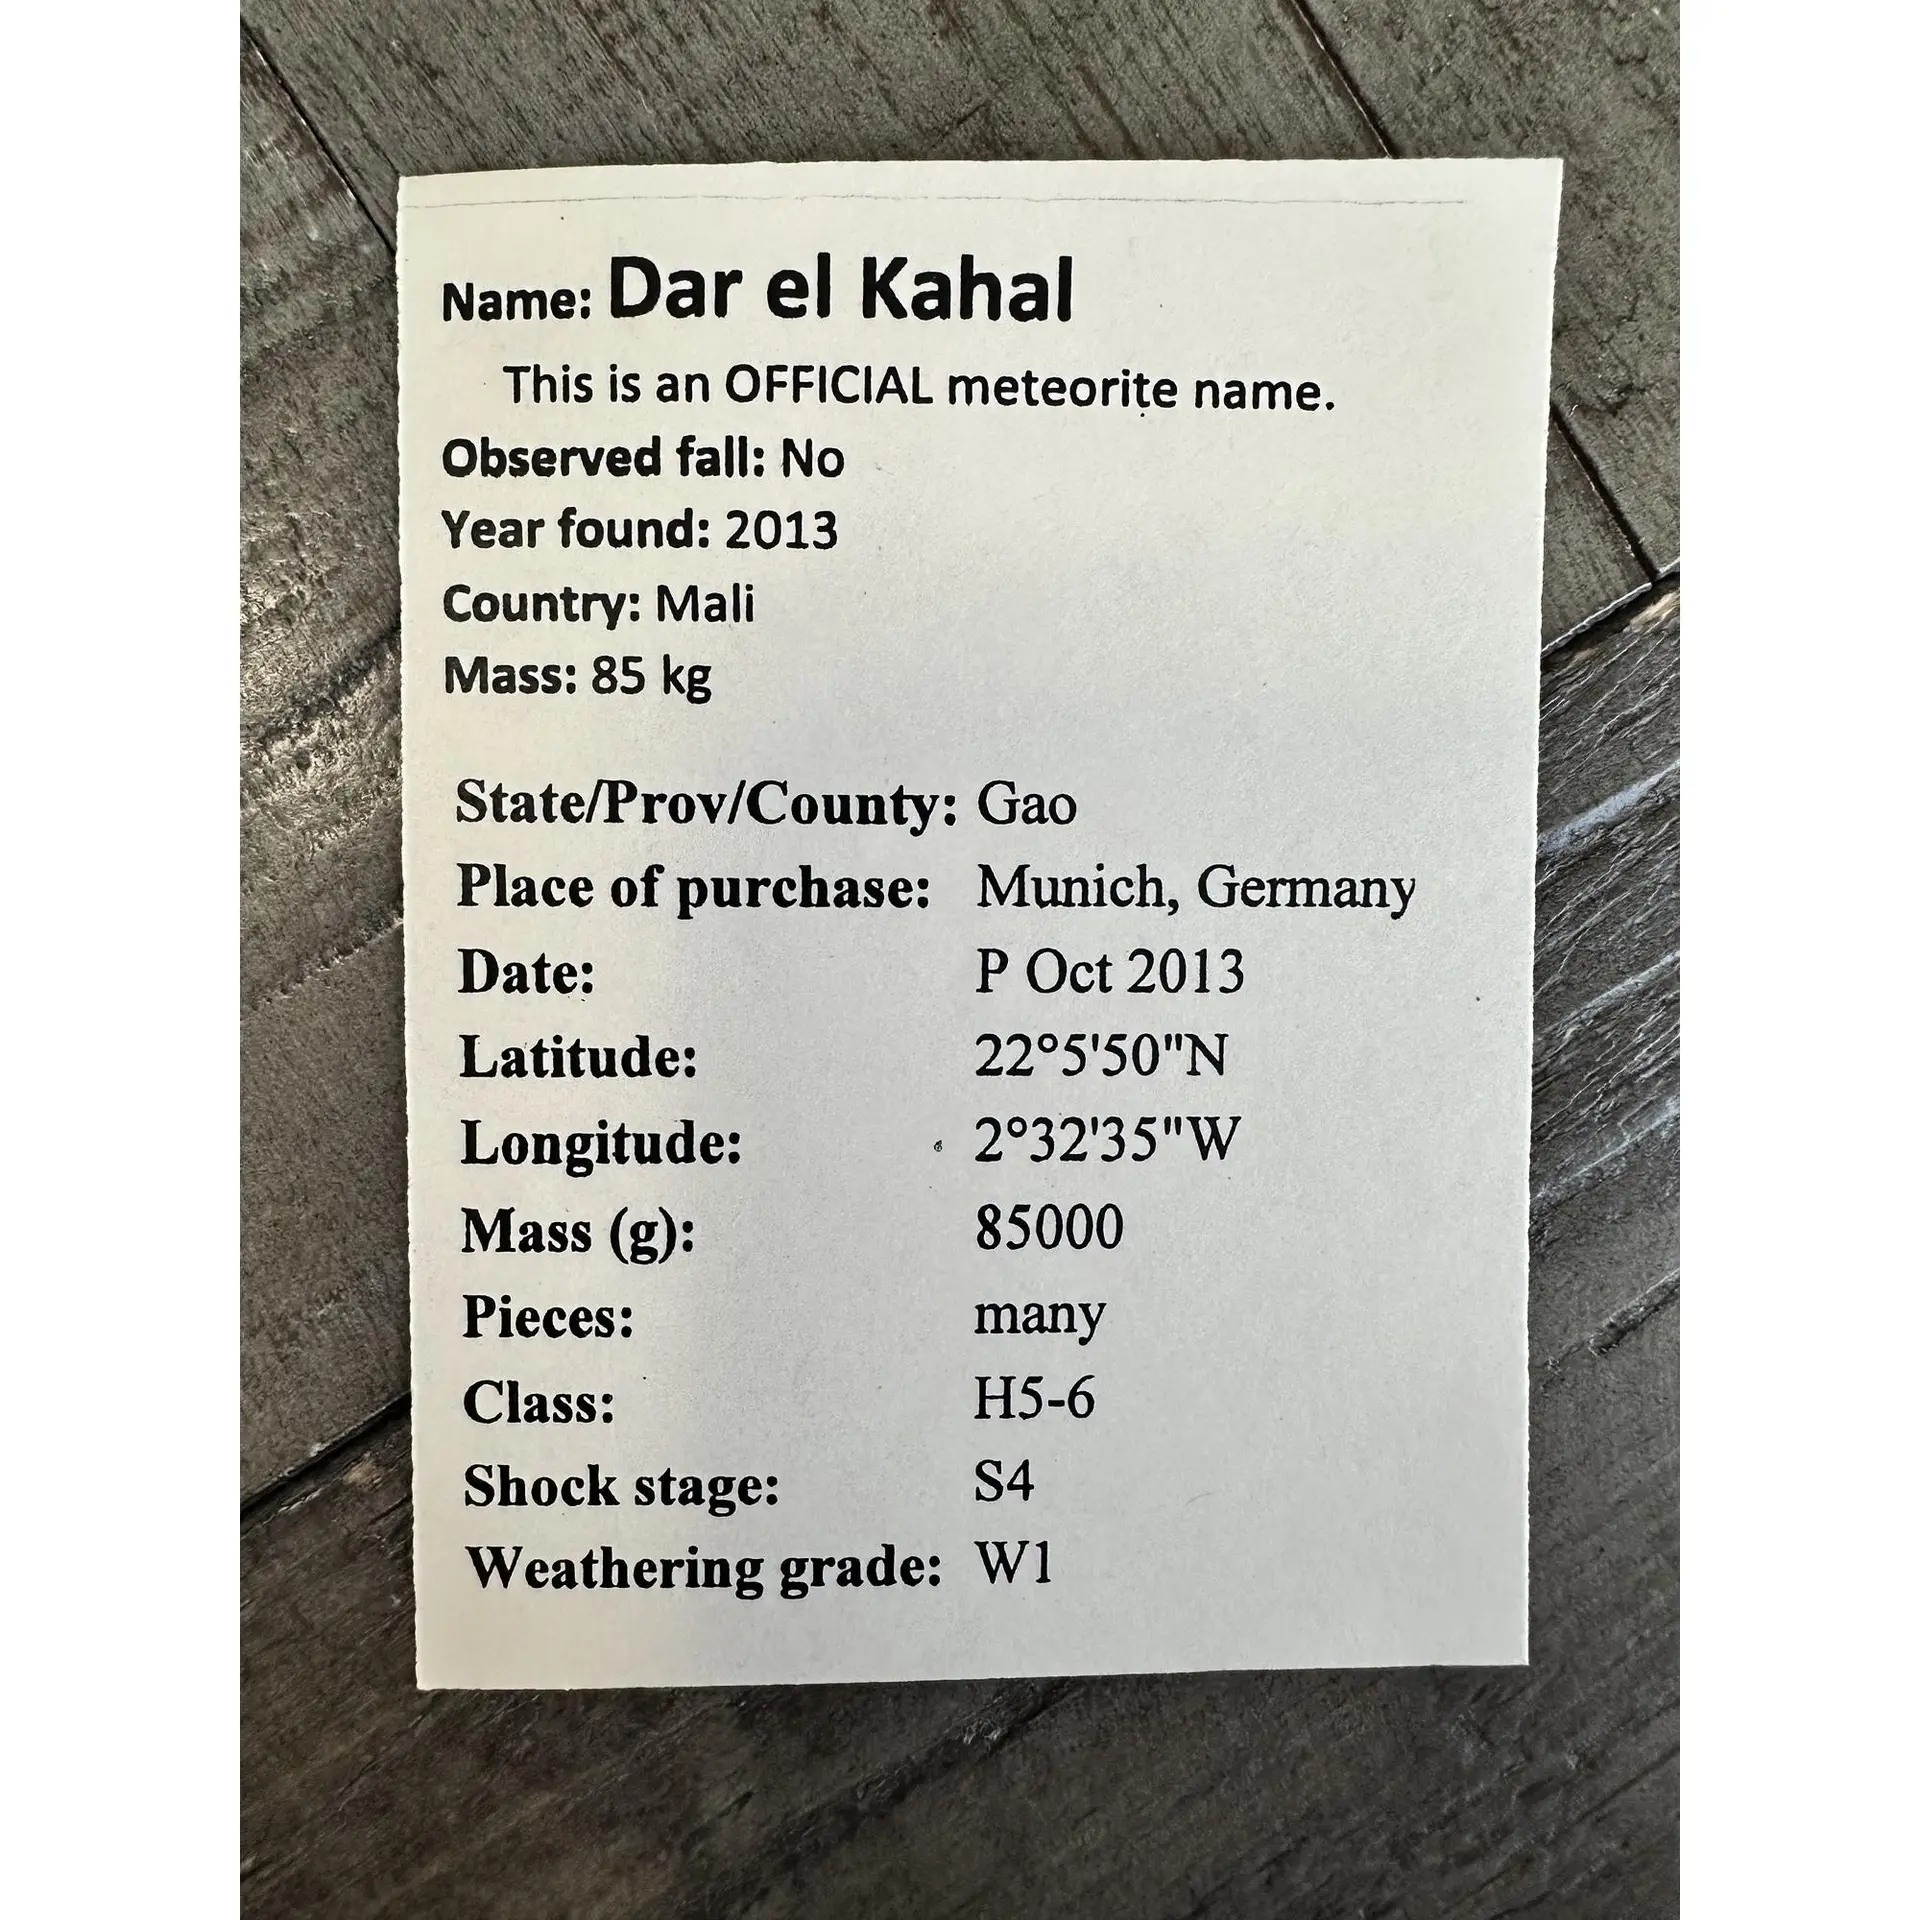 Name: Dar el Kahal
This is an OFFICIAL meteorite name.
Observed fall: No
Year found: 2013
Country: Mali
Mass: 85 kg
State/Prov/County: Gao
Place of purchase: Munich, Germany
Date: P Oct 2013
Latitude: 22°5'50"N
Longitude: 2°32'35"W
Mass (g): 85000
Pieces: many
Class: H5-6
Shock stage: S4
Weathering grade: W1